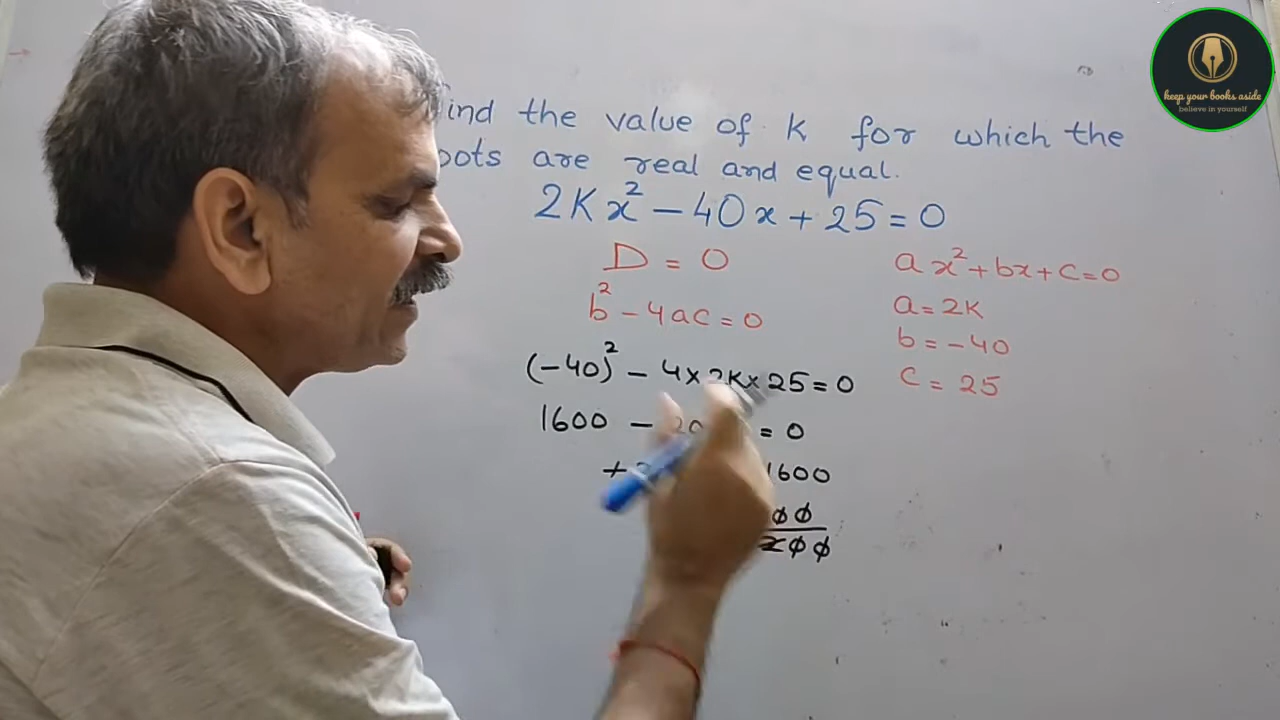 keep your books aside
believe in yourself
ind the value of k for which the
oots are real and equal.
2Kx² - 40x + 25 = 0
D = 0
ax² + bx + c = 0
b² - 4ac = 0
a = 2K
b = -40
(-40)² - 4 × 2K × 25 = 0
c = 25
1600 - = 0
+ 1600
00
200